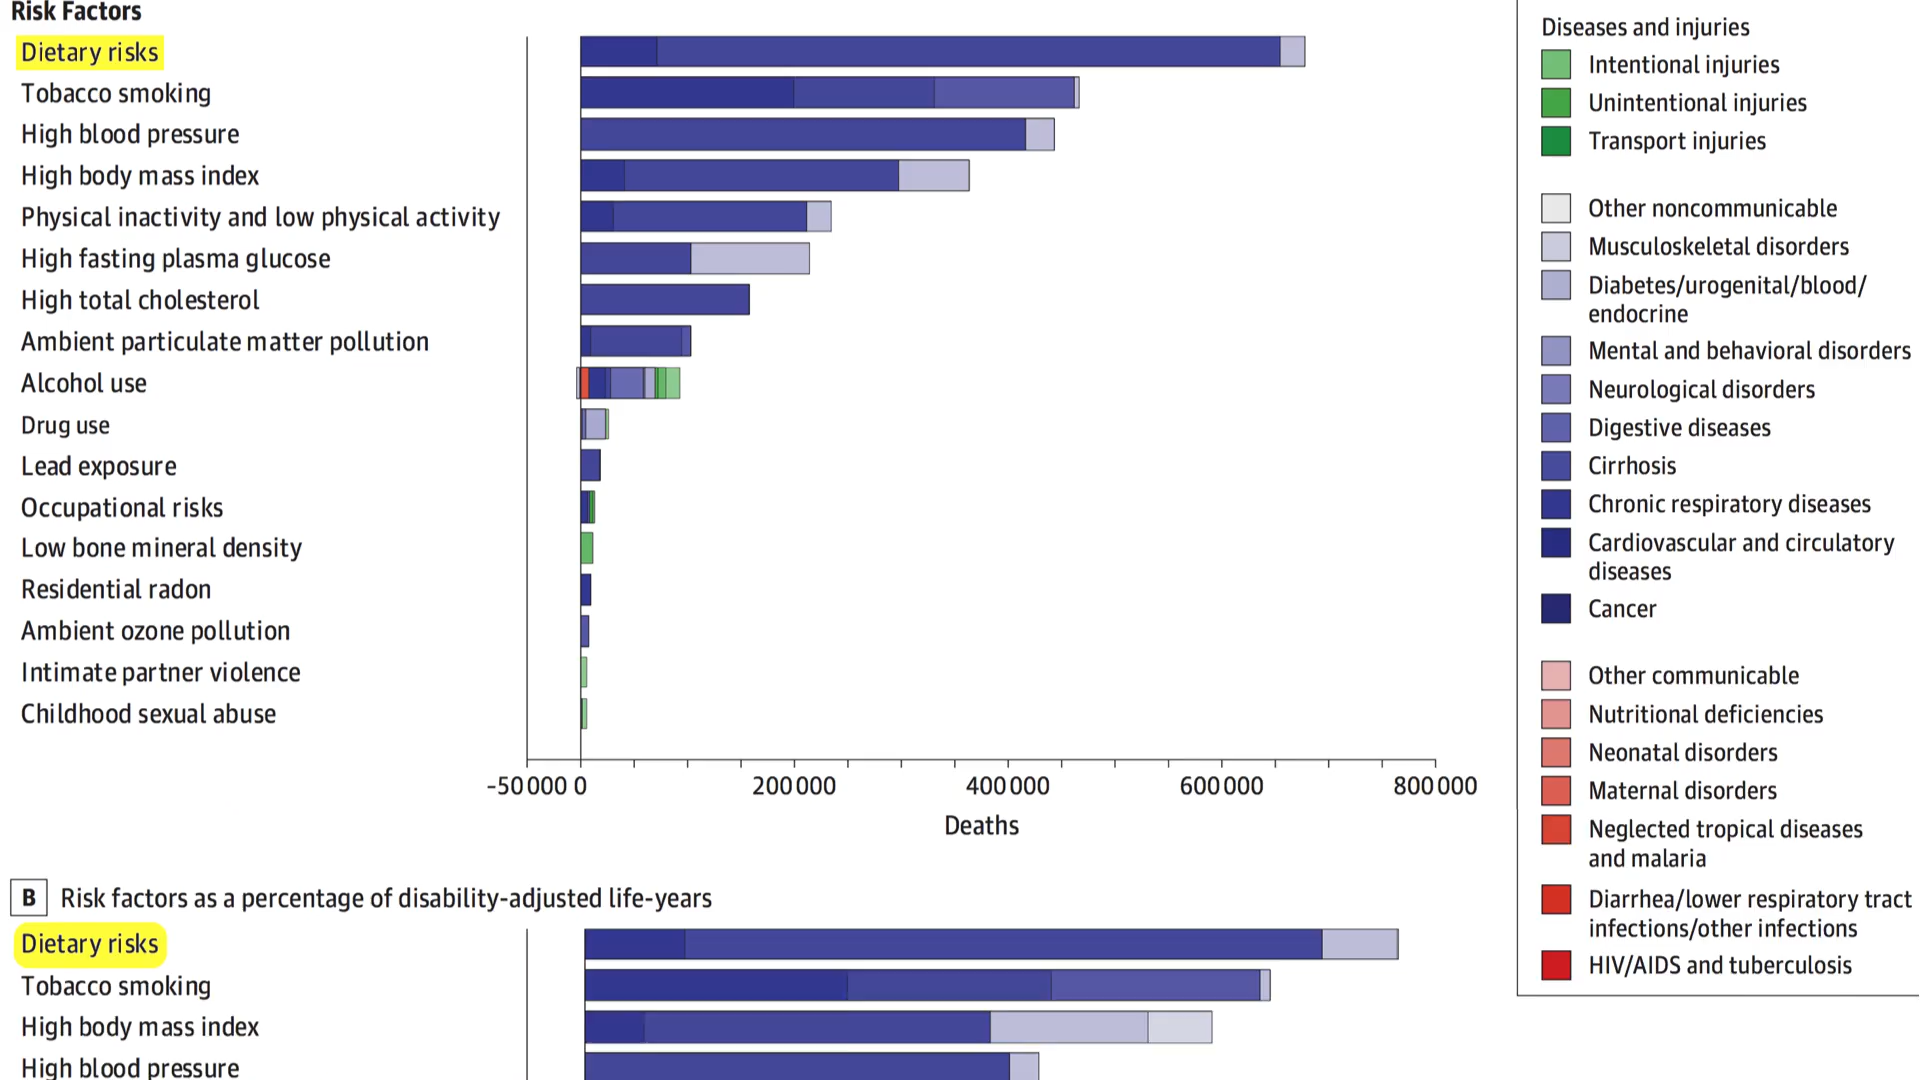 Risk Factors
Dietary risks
Tobacco smoking
High blood pressure
High body mass index
Physical inactivity and low physical activity
High fasting plasma glucose
High total cholesterol
Ambient particulate matter pollution
Alcohol use
Drug use
Lead exposure
Occupational risks
Low bone mineral density
Residential radon
Ambient ozone pollution
Intimate partner violence
Childhood sexual abuse
-50000 0 200000 400000 600000 800000
Deaths
B Risk factors as a percentage of disability-adjusted life-years
Dietary risks
Tobacco smoking
High body mass index
High blood pressure
Diseases and injuries
Intentional injuries
Unintentional injuries
Transport injuries
Other noncommunicable
Musculoskeletal disorders
Diabetes/urogenital/blood/
endocrine
Mental and behavioral disorders
Neurological disorders
Digestive diseases
Cirrhosis
Chronic respiratory diseases
Cardiovascular and circulatory
diseases
Cancer
Other communicable
Nutritional deficiencies
Neonatal disorders
Maternal disorders
Neglected tropical diseases
and malaria
Diarrhea/lower respiratory tract
infections/other infections
HIV/AIDS and tuberculosis